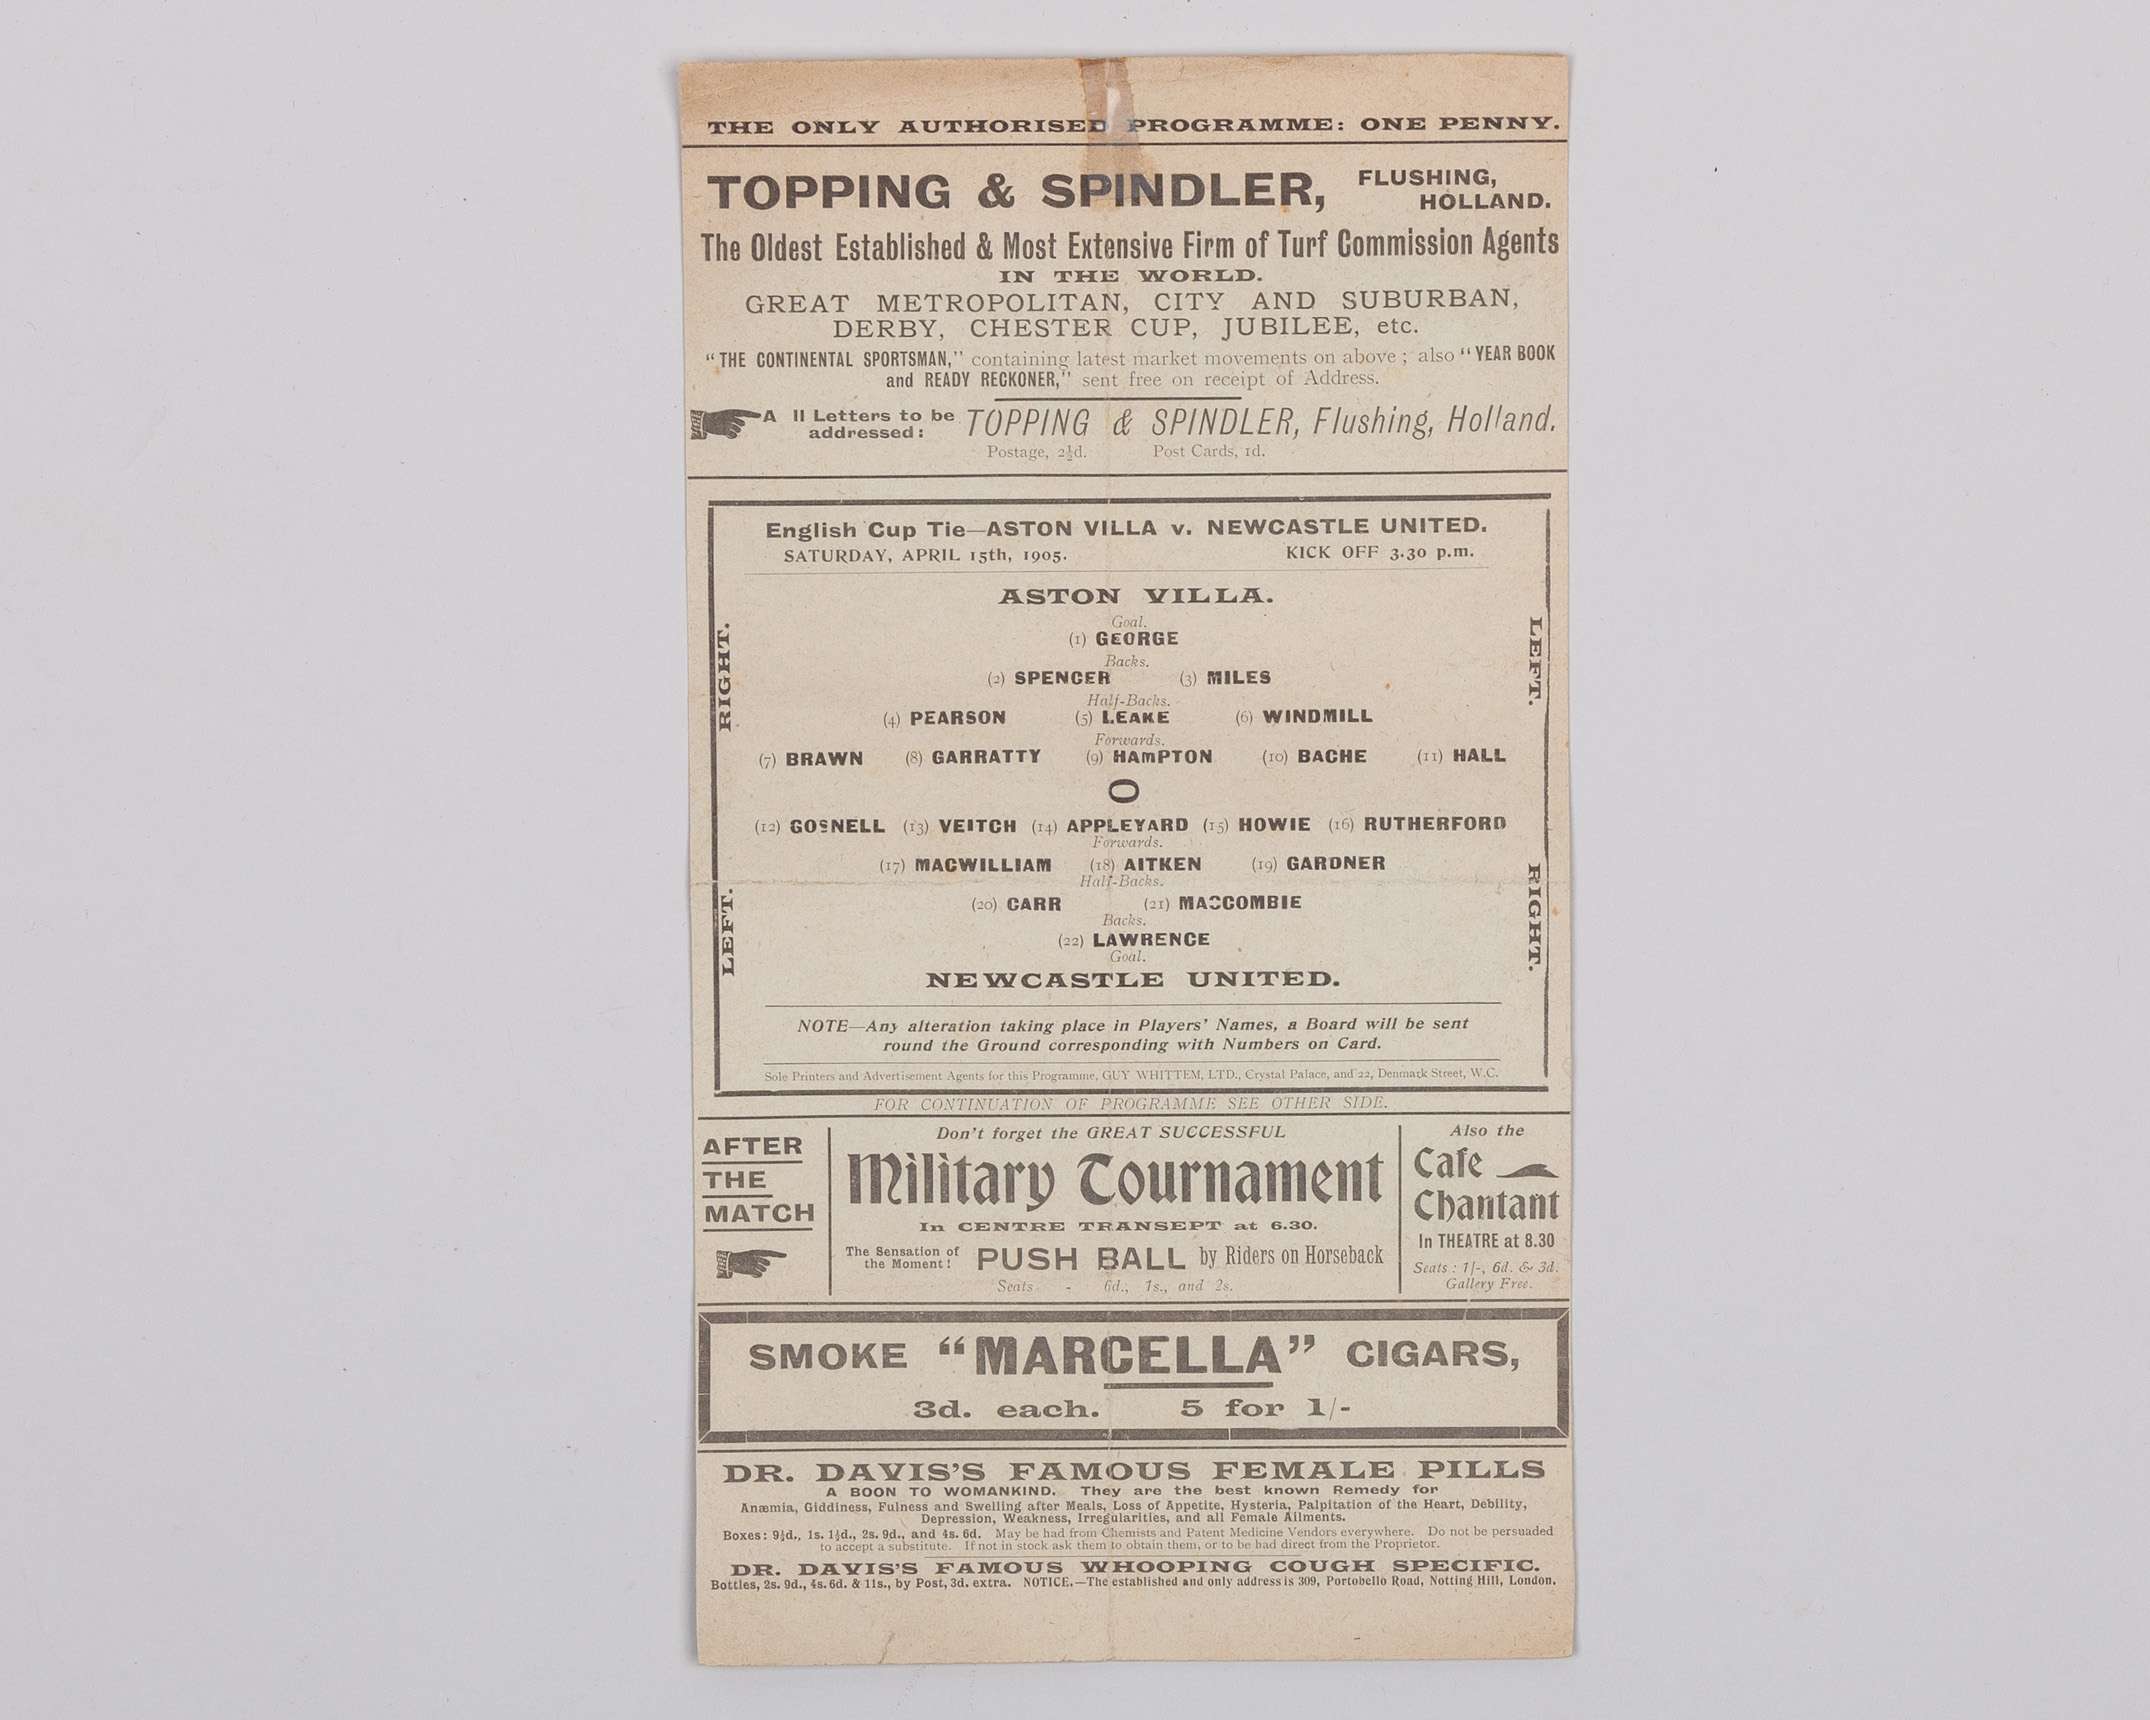 THE ONLY AUTHORISED PROGRAMME: ONE PENNY.
TOPPING & SPINDLER, FLUSHING, HOLLAND.
The Oldest Established & Most Extensive Firm of Turf Commission Agents
IN THE WORLD.
GREAT METROPOLITAN, CITY AND SUBURBAN,
DERBY, CHESTER CUP, JUBILEE, etc.
"THE CONTINENTAL SPORTSMAN," containing latest market movements on above; also "YEAR BOOK
and READY RECKONER," sent free on receipt of Address.
A ll Letters to be addressed: TOPPING & SPINDLER, Flushing, Holland.
Postage, 2½d. Post Cards, 1d.
English Cup Tie—ASTON VILLA v. NEWCASTLE UNITED.
SATURDAY, APRIL 15th, 1905. KICK OFF 3.30 p.m.
ASTON VILLA.
Goal.
(1) GEORGE
Backs.
(2) SPENCER (3) MILES
Half-Backs.
(4) PEARSON (5) LEAKE (6) WINDMILL
Forwards.
(7) BRAWN (8) GARRATTY (9) HAmPTON (10) BACHE (11) HALL
RIGHT.
LEFT.
O
(12) GOSNELL (13) VEITCH (14) APPLEYARD (15) HOWIE (16) RUTHERFORD
Forwards.
(17) MACWILLIAM (18) AITKEN (19) GARDNER
Half-Backs.
(20) CARR (21) MACCOMBIE
Backs.
(22) LAWRENCE
Goal.
NEWCASTLE UNITED.
LEFT.
RIGHT.
NOTE—Any alteration taking place in Players' Names, a Board will be sent
round the Ground corresponding with Numbers on Card.
Sole Printers and Advertisement Agents for this Programme, GUY WHITTEM, LTD., Crystal Palace, and 22, Denmark Street, W.C.
FOR CONTINUATION OF PROGRAMME SEE OTHER SIDE.
AFTER
THE
MATCH
Don't forget the GREAT SUCCESSFUL
Military Tournament
In CENTRE TRANSEPT at 6.30.
The Sensation of the Moment! PUSH BALL by Riders on Horseback
Seats - 6d., 1s., and 2s.
Also the
Cafe
Chantant
In THEATRE at 8.30
Seats: 1/-, 6d. & 3d.
Gallery Free.
SMOKE "MARCELLA" CIGARS,
3d. each. 5 for 1/-
DR. DAVIS'S FAMOUS FEMALE PILLS
A BOON TO WOMANKIND. They are the best known Remedy for
Anæmia, Giddiness, Fulness and Swelling after Meals, Loss of Appetite, Hysteria, Palpitation of the Heart, Debility,
Depression, Weakness, Irregularities, and all Female Ailments.
Boxes: 9½d., 1s. 1½d., 2s. 9d., and 4s. 6d. May be had from Chemists and Patent Medicine Vendors everywhere. Do not be persuaded
to accept a substitute. If not in stock ask them to obtain them, or to be had direct from the Proprietor.
DR. DAVIS'S FAMOUS WHOOPING COUGH SPECIFIC.
Bottles, 2s. 9d., 4s. 6d. & 11s., by Post, 3d. extra. NOTICE.—The established and only address is 309, Portobello Road, Notting Hill, London.